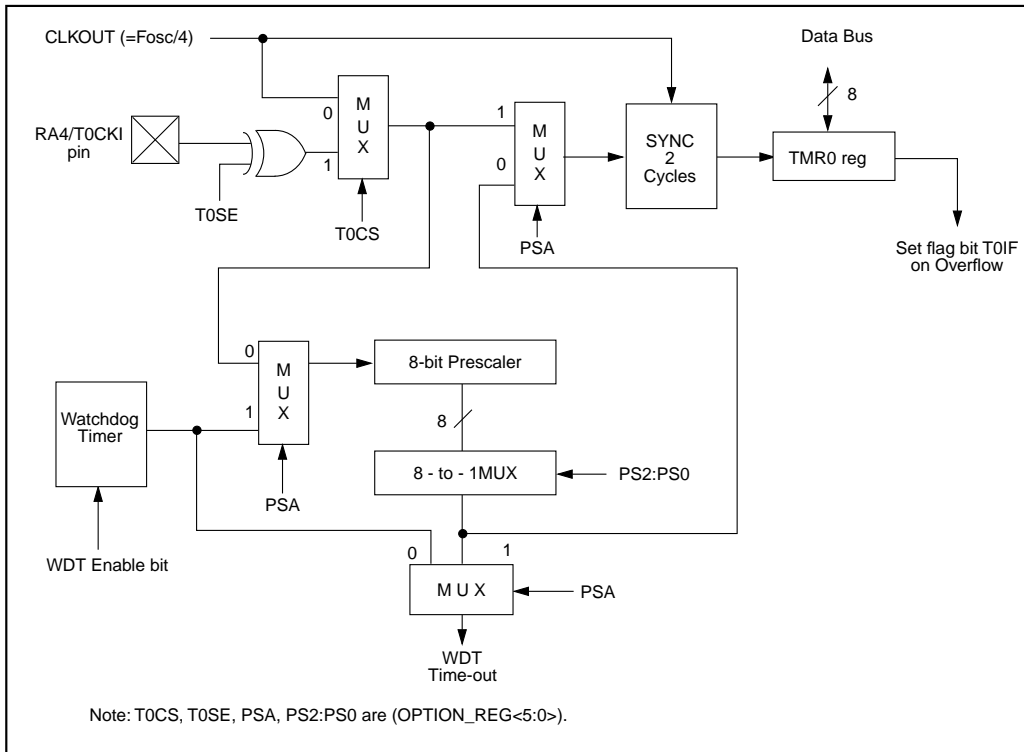 CLKOUT (=Fosc/4)
Data Bus
8
RA4/T0CKI
pin
T0SE
0
1
M
U
X
T0CS
1
0
M
U
X
PSA
SYNC
2
Cycles
TMR0 reg
Set flag bit T0IF
on Overflow
0
1
M
U
X
PSA
8-bit Prescaler
8
Watchdog
Timer
WDT Enable bit
8 - to - 1MUX
PS2:PS0
0
1
M U X
PSA
WDT
Time-out
Note: T0CS, T0SE, PSA, PS2:PS0 are (OPTION_REG<5:0>).